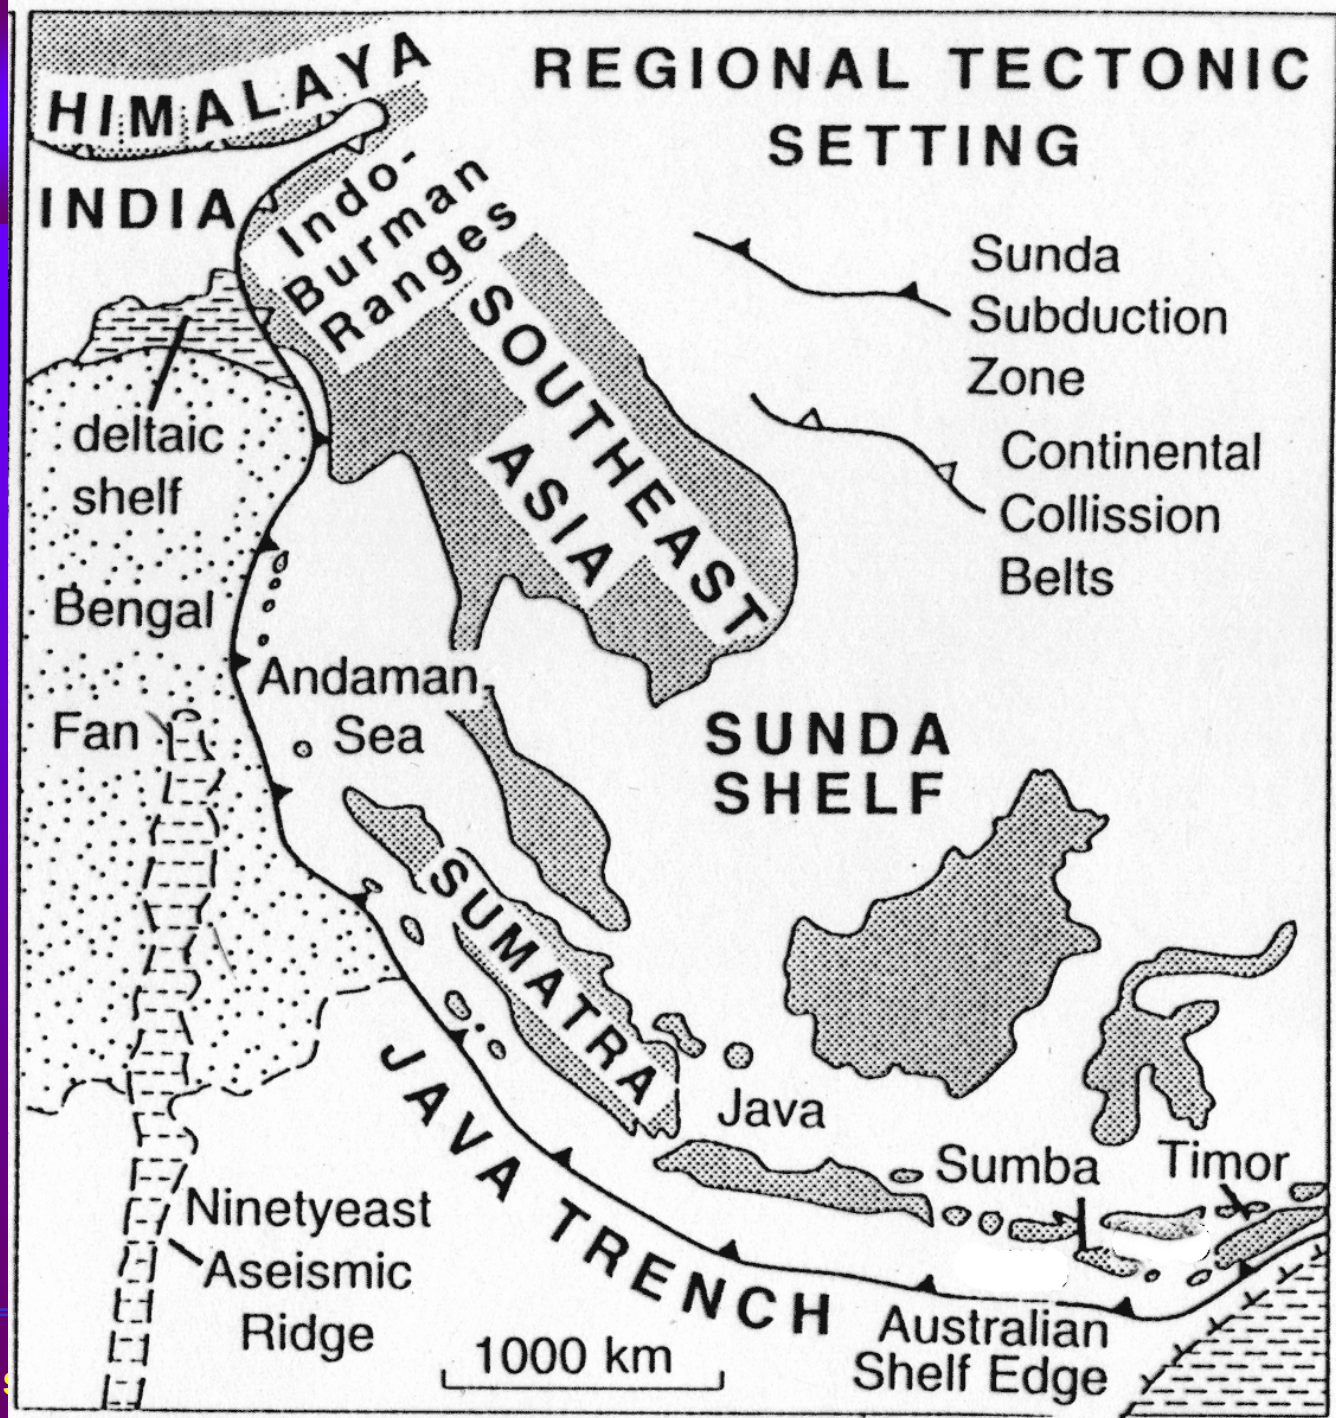 REGIONAL TECTONIC
SETTING
HIMALAYA
INDIA
Indo-
Burman
Ranges
SOUTHEAST
ASIA
Sunda
Subduction
Zone
Continental
Collission
Belts
deltaic
shelf
Bengal
Fan
Andaman
Sea
SUNDA
SHELF
SUMATRA
Java
JAVA TRENCH
Sumba
Timor
Ninetyeast
Aseismic
Ridge
1000 km
Australian
Shelf Edge